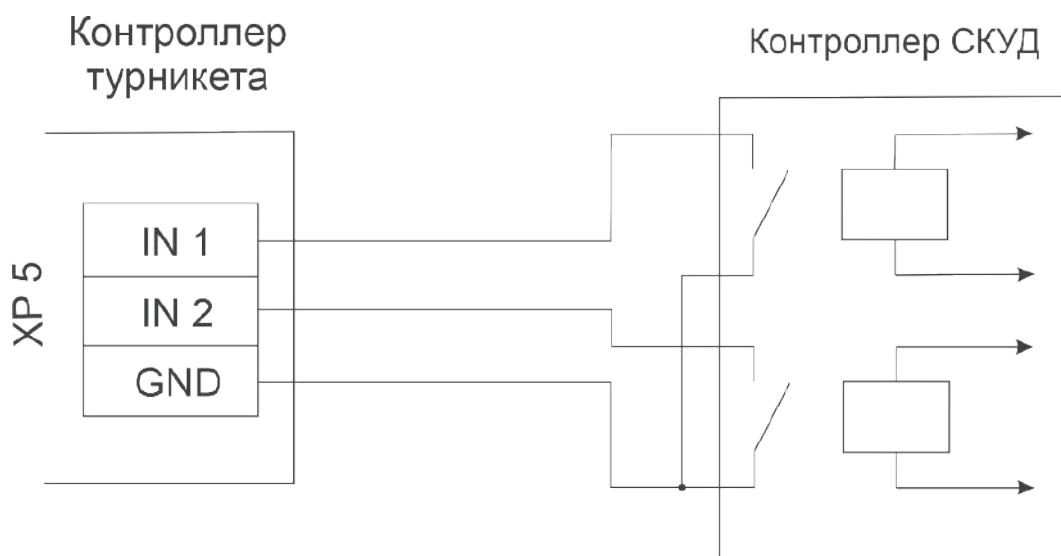 Контроллер
турникета
Контроллер СКУД
XP 5
IN 1
IN 2
GND